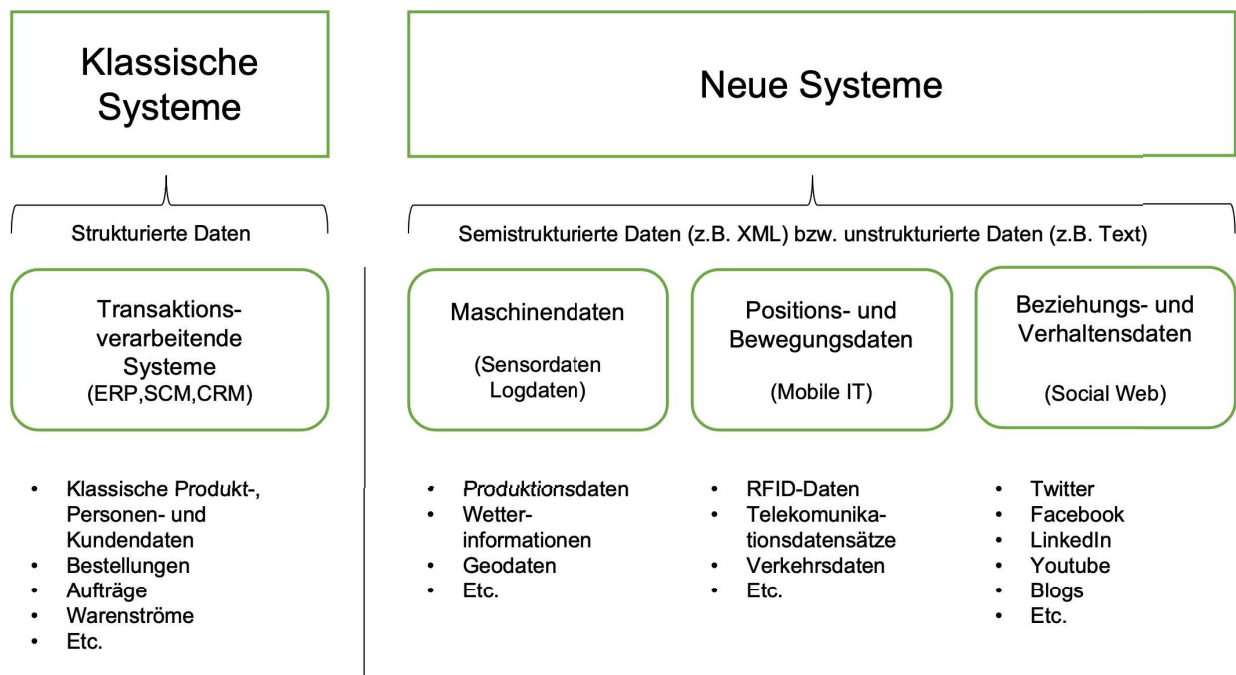 Klassische
Systeme
Neue Systeme
Strukturierte Daten
Semistrukturierte Daten (z.B. XML) bzw. unstrukturierte Daten (z.B. Text)
Transaktions-
verarbeitende
Systeme
(ERP,SCM,CRM)
Maschinendaten
(Sensordaten
Logdaten)
Positions- und
Bewegungsdaten
(Mobile IT)
Beziehungs- und
Verhaltensdaten
(Social Web)
• Klassische Produkt-,
Personen- und
Kundendaten
• Bestellungen
• Aufträge
• Warenströme
• Etc.
• Produktionsdaten
• Wetter-
informationen
• Geodaten
• Etc.
• RFID-Daten
• Telekomunika-
tionsdatensätze
• Verkehrsdaten
• Etc.
• Twitter
• Facebook
• LinkedIn
• Youtube
• Blogs
• Etc.